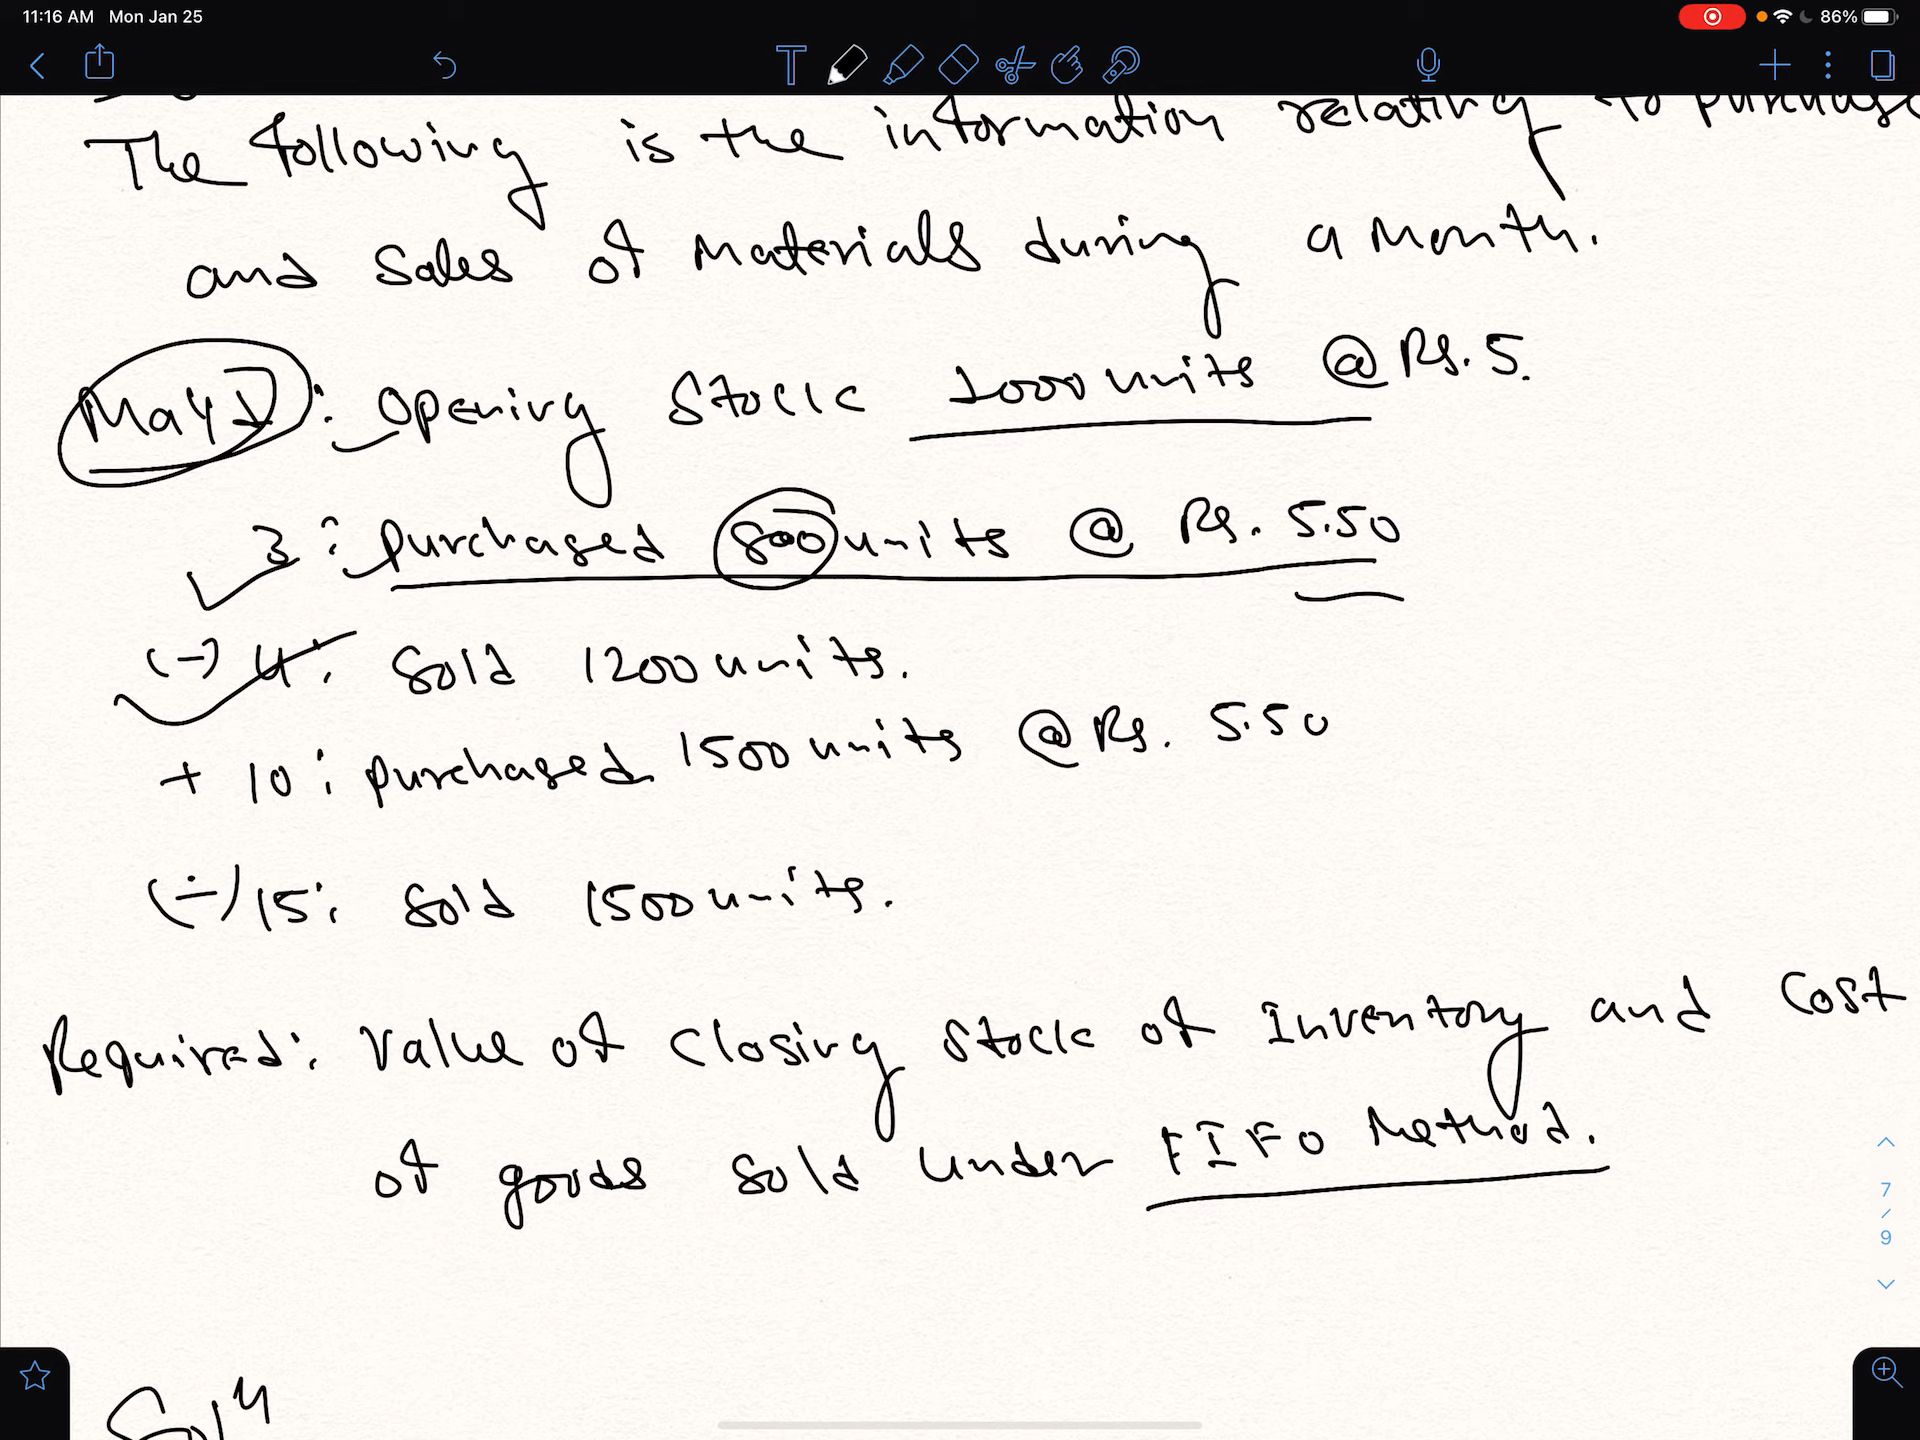 11:16 AM Mon Jan 25
86%
The following is the information relating to purchase
and sales of Materials during a Month.
May 1: Opening Stock 1000 units @ Rs. 5.
3: Purchased 800 units @ Rs. 5.50
(-) 4: Sold 1200 units.
+ 10: purchased 1500 units @ Rs. 5.50
(-) 15: Sold 1500 units.
Required: Value of Closing Stock of Inventory and Cost
of goods sold under FIFO Method.
7
/
9
Solⁿ